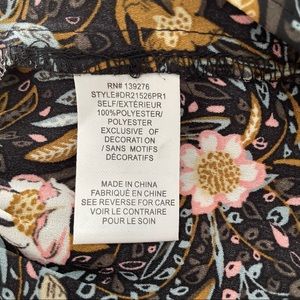 RN# 139276
STYLE#DR21526PR1
SELF/EXTÉRIEUR
100%POLYESTER/
POLYESTER
EXCLUSIVE OF
DECORATION
/ SANS MOTIFS
DÉCORATIFS
MADE IN CHINA
FABRIQUÉ EN CHINE
SEE REVERSE FOR CARE
VOIR LE CONTRAIRE
POUR LE SOIN